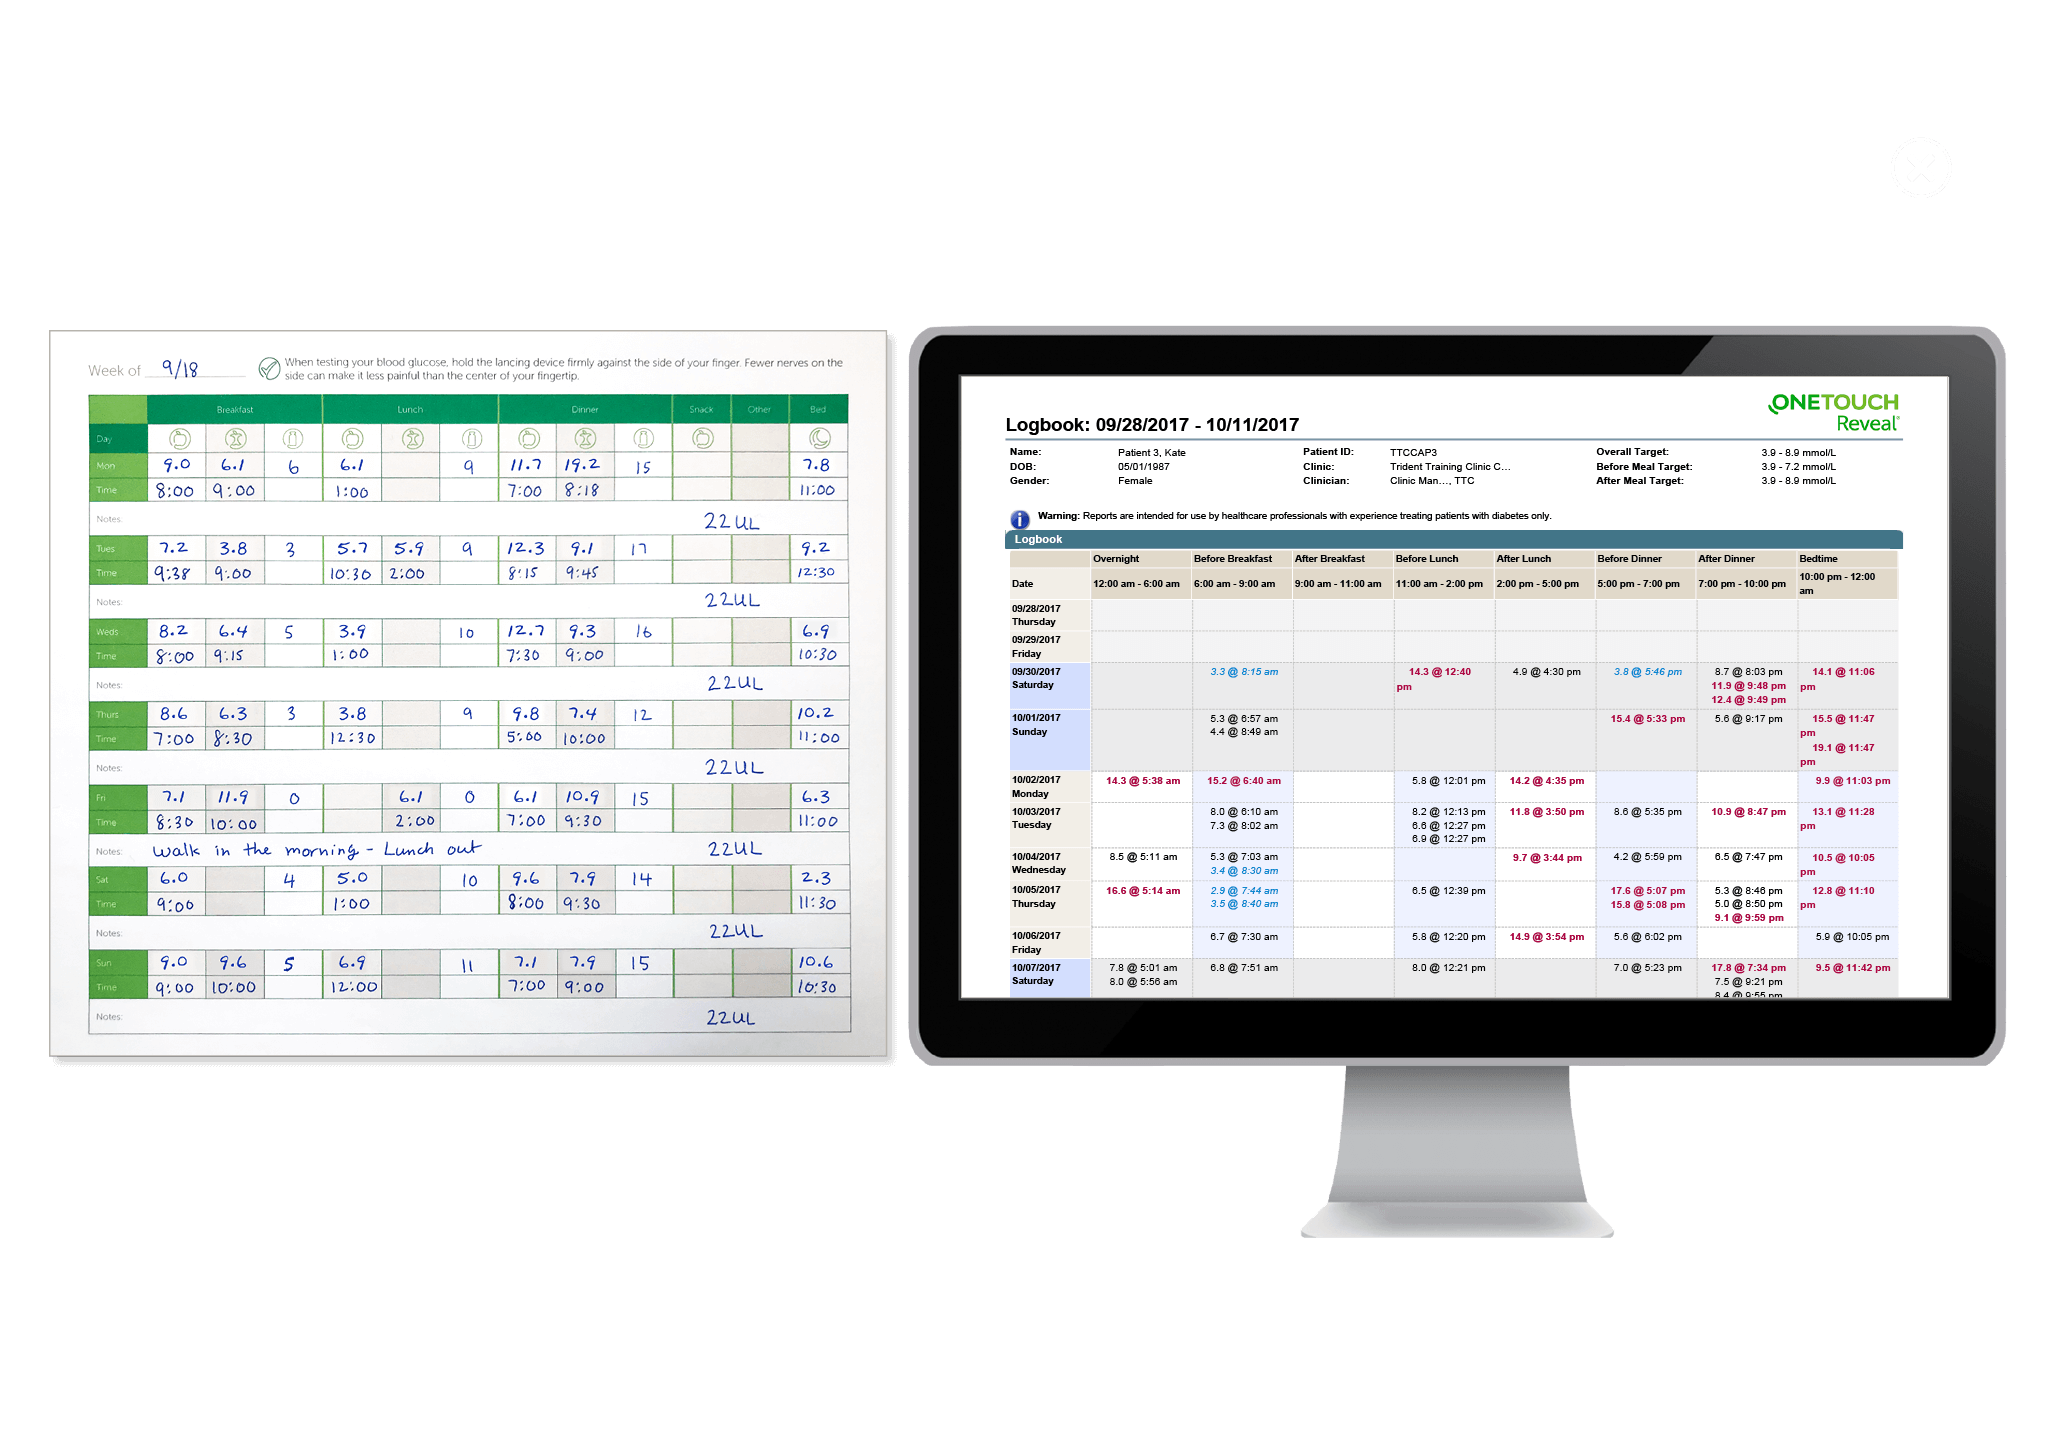 Week of 9/18
When testing your blood glucose, hold the lancing device firmly against the side of your finger. Fewer nerves on the
side can make it less painful than the center of your fingertip.
Breakfast Lunch Dinner Snack Other Bed
Day
Mon 9.0 6.1 6 6.1 9 11.7 19.2 15 7.8
Time 8:00 9:00 1:00 7:00 8:18 11:00
Notes: 22UL
Tues 7.2 3.8 3 5.7 5.9 9 12.3 9.1 17 9.2
Time 9:38 9:00 10:30 2:00 8:15 9:45 12:30
Notes: 22UL
Weds 8.2 6.4 5 3.9 10 12.7 9.3 16 6.9
Time 8:00 9:15 1:00 7:30 9:00 10:30
Notes: 22UL
Thurs 8.6 6.3 3 3.8 9 9.8 7.4 12 10.2
Time 7:00 8:30 12:30 5:00 10:00 11:00
Notes: 22UL
Fri 7.1 11.9 0 6.1 0 6.1 10.9 15 6.3
Time 8:30 10:00 2:00 7:00 9:30 11:00
Notes: Walk in the morning - Lunch out 22UL
Sat 6.0 4 5.0 10 9.6 7.9 14 2.3
Time 9:00 1:00 8:00 9:30 11:30
Notes: 22UL
Sun 9.0 9.6 5 6.9 11 7.1 7.9 15 10.6
Time 9:00 10:00 12:00 7:00 9:00 10:30
Notes: 22UL
ONETOUCH
Reveal®
Logbook: 09/28/2017 - 10/11/2017
Name: Patient 3, Kate Patient ID: TTCCAP3 Overall Target: 3.9 - 8.9 mmol/L
DOB: 05/01/1987 Clinic: Trident Training Clinic C... Before Meal Target: 3.9 - 7.2 mmol/L
Gender: Female Clinician: Clinic Man..., TTC After Meal Target: 3.9 - 8.9 mmol/L
i Warning: Reports are intended for use by healthcare professionals with experience treating patients with diabetes only.
Logbook
Overnight Before Breakfast After Breakfast Before Lunch After Lunch Before Dinner After Dinner Bedtime
Date 12:00 am - 6:00 am 6:00 am - 9:00 am 9:00 am - 11:00 am 11:00 am - 2:00 pm 2:00 pm - 5:00 pm 5:00 pm - 7:00 pm 7:00 pm - 10:00 pm 10:00 pm - 12:00
am
09/28/2017
Thursday
09/29/2017
Friday
09/30/2017 3.3 @ 8:15 am 14.3 @ 12:40 4.9 @ 4:30 pm 3.8 @ 5:46 pm 8.7 @ 8:03 pm 14.1 @ 11:06
Saturday pm 11.9 @ 9:48 pm pm
12.4 @ 9:49 pm
10/01/2017 5.3 @ 6:57 am 15.4 @ 5:33 pm 5.6 @ 9:17 pm 15.5 @ 11:47
Sunday 4.4 @ 8:49 am pm
19.1 @ 11:47
pm
10/02/2017 14.3 @ 5:38 am 15.2 @ 6:40 am 5.8 @ 12:01 pm 14.2 @ 4:35 pm 9.9 @ 11:03 pm
Monday
10/03/2017 8.0 @ 6:10 am 8.2 @ 12:13 pm 11.8 @ 3:50 pm 8.6 @ 5:35 pm 10.9 @ 8:47 pm 13.1 @ 11:28
Tuesday 7.3 @ 8:02 am 6.6 @ 12:27 pm pm
6.9 @ 12:27 pm
10/04/2017 8.5 @ 5:11 am 5.3 @ 7:03 am 9.7 @ 3:44 pm 4.2 @ 5:59 pm 6.5 @ 7:47 pm 10.5 @ 10:05
Wednesday 3.4 @ 8:30 am pm
10/05/2017 16.6 @ 5:14 am 2.9 @ 7:44 am 6.5 @ 12:39 pm 17.6 @ 5:07 pm 5.3 @ 8:46 pm 12.8 @ 11:10
Thursday 3.5 @ 8:40 am 15.8 @ 5:08 pm 5.0 @ 8:50 pm pm
9.1 @ 9:59 pm
10/06/2017 6.7 @ 7:30 am 5.8 @ 12:20 pm 14.9 @ 3:54 pm 5.6 @ 6:02 pm 5.9 @ 10:05 pm
Friday
10/07/2017 7.8 @ 5:01 am 6.8 @ 7:51 am 8.0 @ 12:21 pm 7.0 @ 5:23 pm 17.8 @ 7:34 pm 9.5 @ 11:42 pm
Saturday 8.0 @ 5:56 am 7.5 @ 9:21 pm
8.4 @ 9:55 pm